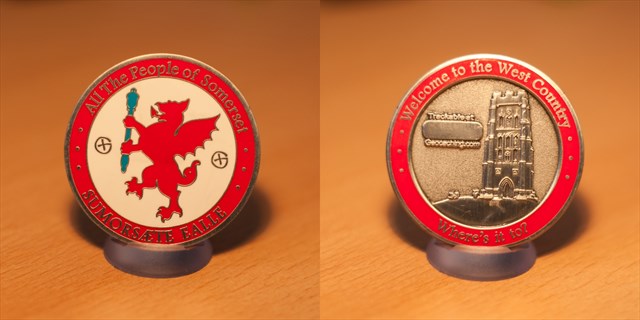 All The People of Somerset
SUMORSÆTE EALLE
Welcome to the West Country
Trackable at
Geocaching.com
Where's it to?